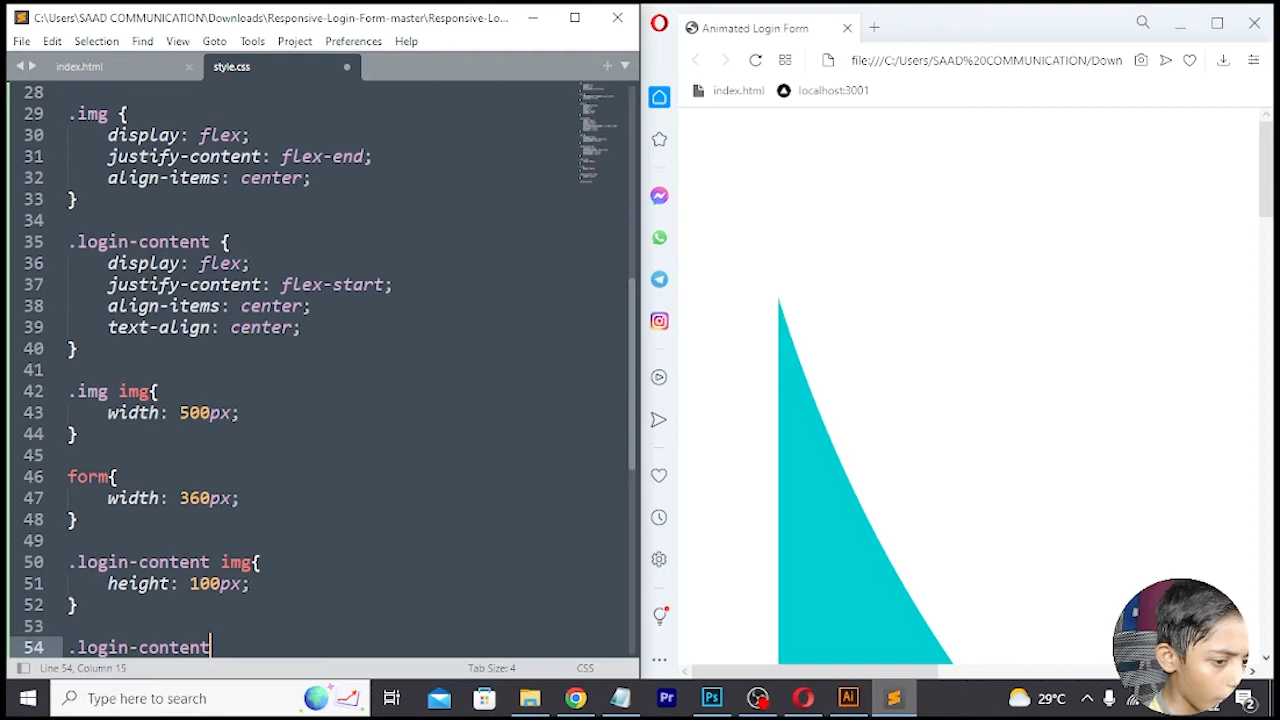 C:\Users\SAAD COMMUNICATION\Downloads\Responsive-Login-Form-master\Responsive-Lo...
File Edit Selection Find View Goto Tools Project Preferences Help
index.html
style.css
28
29 .img {
30 display: flex;
31 justify-content: flex-end;
32 align-items: center;
33 }
34
35 .login-content {
36 display: flex;
37 justify-content: flex-start;
38 align-items: center;
39 text-align: center;
40 }
41
42 .img img{
43 width: 500px;
44 }
45
46 form{
47 width: 360px;
48 }
49
50 .login-content img{
51 height: 100px;
52 }
53
54 .login-content
Line 54, Column 15
Tab Size: 4
CSS
Animated Login Form
file:///C:/Users/SAAD%20COMMUNICATION/Down
index.html
localhost:3001
Type here to search
Pr
Ps
Ai
29°C
2